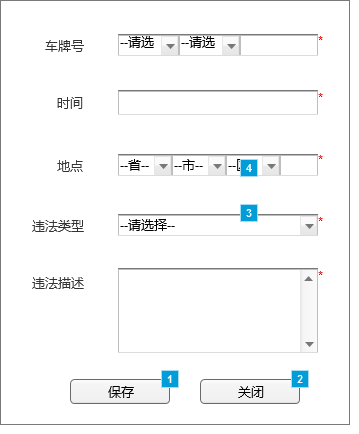 车牌号 --请选 --请选 *
时间 *
地点 --省-- --市-- -- 4 *
3
违法类型 --请选择-- *
违法描述 *
保存 1 关闭 2